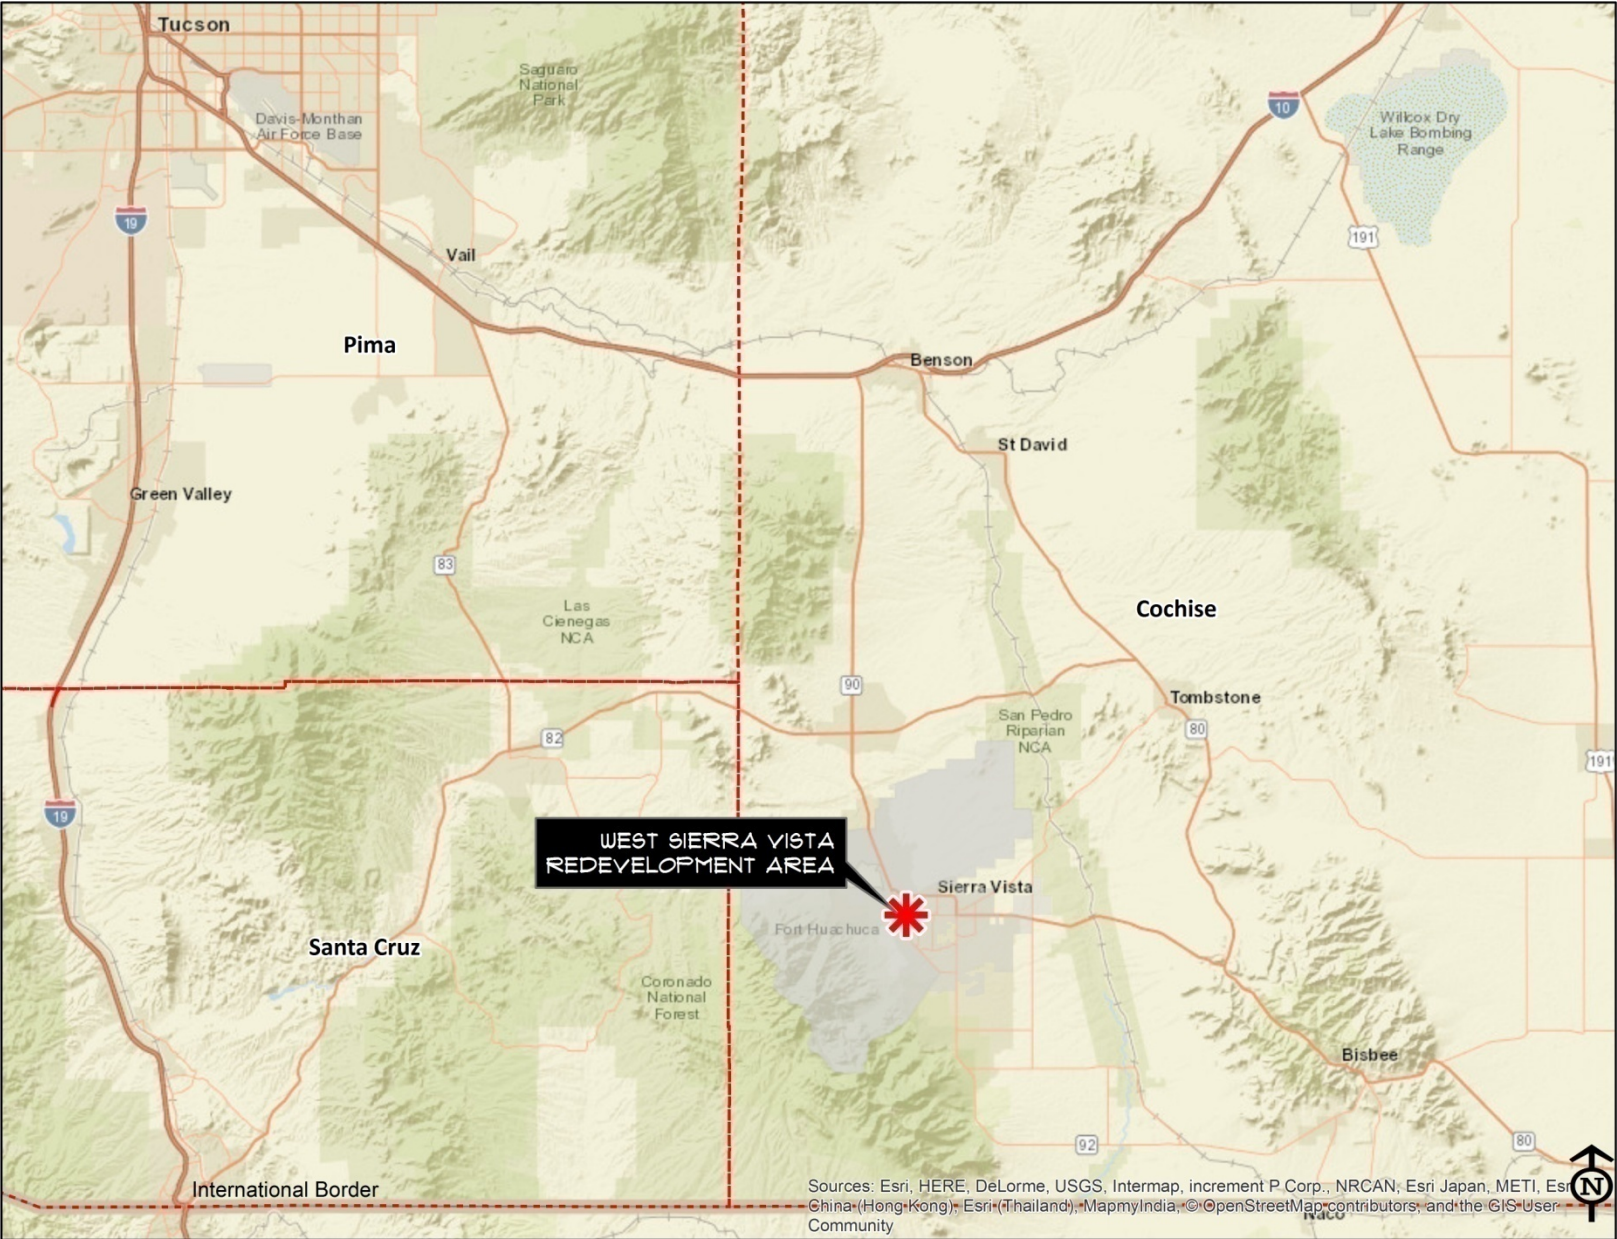 Tucson
Saguaro
National
Park
Davis-Monthan
Air Force Base
10
Willcox Dry
Lake Bombing
Range
19
191
Vail
Pima
Benson
St David
Green Valley
83
Las
Cienegas
NCA
Cochise
90
Tombstone
San Pedro
Riparian
NCA
82
80
191
19
WEST SIERRA VISTA
REDEVELOPMENT AREA
Sierra Vista
Fort Huachuca
Santa Cruz
Coronado
National
Forest
Bisbee
92
80
International Border
Sources: Esri, HERE, DeLorme, USGS, Intermap, increment P Corp., NRCAN, Esri Japan, METI, Esri
China (Hong Kong), Esri (Thailand), MapmyIndia, © OpenStreetMap contributors, and the GIS User
Community
Naco
N